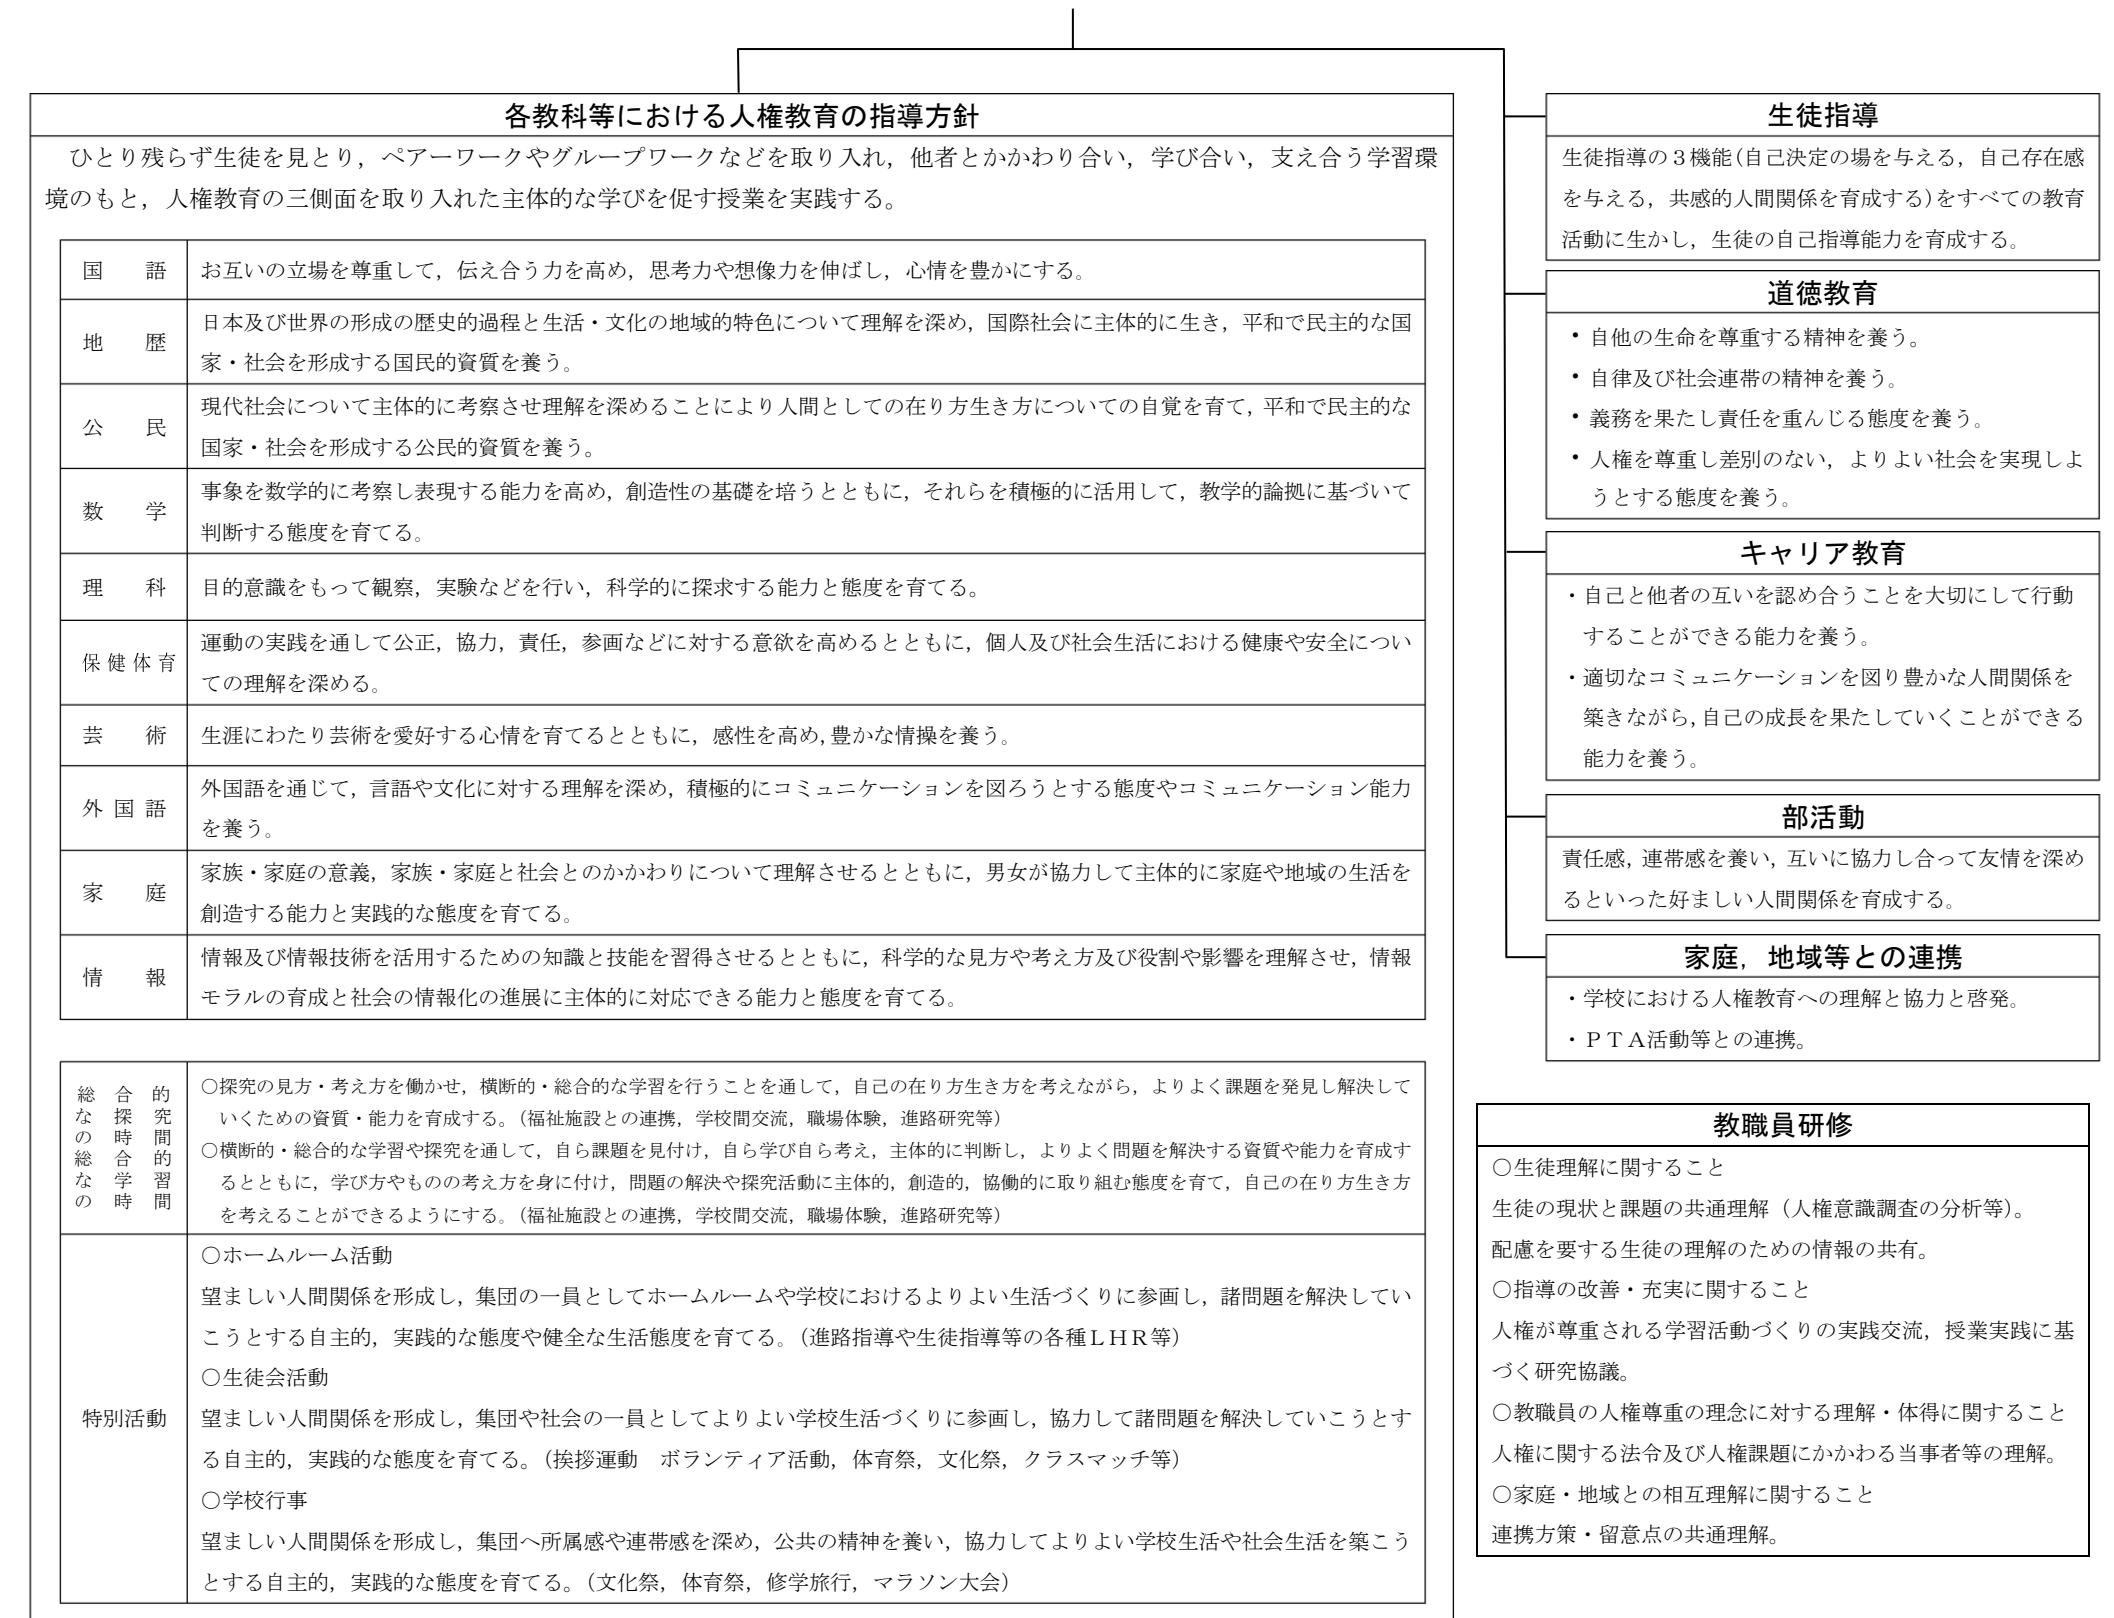 各教科等における人権教育の指導方針
ひとり残らず生徒を見とり，ペアーワークやグループワークなどを取り入れ，他者とかかわり合い，学び合い，支え合う学習環
境のもと，人権教育の三側面を取り入れた主体的な学びを促す授業を実践する。
国　語
お互いの立場を尊重して，伝え合う力を高め，思考力や想像力を伸ばし，心情を豊かにする。
地　歴
日本及び世界の形成の歴史的過程と生活・文化の地域的特色について理解を深め，国際社会に主体的に生き，平和で民主的な国
家・社会を形成する国民的資質を養う。
公　民
現代社会について主体的に考察させ理解を深めることにより人間としての在り方生き方についての自覚を育て，平和で民主的な
国家・社会を形成する公民的資質を養う。
数　学
事象を数学的に考察し表現する能力を高め，創造性の基礎を培うとともに，それらを積極的に活用して，教学的論拠に基づいて
判断する態度を育てる。
理　科
目的意識をもって観察，実験などを行い，科学的に探求する能力と態度を育てる。
保健体育
運動の実践を通して公正，協力，責任，参画などに対する意欲を高めるとともに，個人及び社会生活における健康や安全につい
ての理解を深める。
芸　術
生涯にわたり芸術を愛好する心情を育てるとともに，感性を高め，豊かな情操を養う。
外国語
外国語を通じて，言語や文化に対する理解を深め，積極的にコミュニケーションを図ろうとする態度やコミュニケーション能力
を養う。
家　庭
家族・家庭の意義，家族・家庭と社会とのかかわりについて理解させるとともに，男女が協力して主体的に家庭や地域の生活を
創造する能力と実践的な態度を育てる。
情　報
情報及び情報技術を活用するための知識と技能を習得させるとともに，科学的な見方や考え方及び役割や影響を理解させ，情報
モラルの育成と社会の情報化の進展に主体的に対応できる能力と態度を育てる。
総合的
な探究
の時間
総合的
な学習
の時間
○探究の見方・考え方を働かせ，横断的・総合的な学習を行うことを通して，自己の在り方生き方を考えながら，よりよく課題を発見し解決して
いくための資質・能力を育成する。（福祉施設との連携，学校間交流，職場体験，進路研究等）
○横断的・総合的な学習や探究を通して，自ら課題を見付け，自ら学び自ら考え，主体的に判断し，よりよく問題を解決する資質や能力を育成す
るとともに，学び方やものの考え方を身に付け，問題の解決や探究活動に主体的，創造的，協働的に取り組む態度を育て，自己の在り方生き方
を考えることができるようにする。（福祉施設との連携，学校間交流，職場体験，進路研究等）
特別活動
○ホームルーム活動
望ましい人間関係を形成し，集団の一員としてホームルームや学校におけるよりよい生活づくりに参画し，諸問題を解決してい
こうとする自主的，実践的な態度や健全な生活態度を育てる。（進路指導や生徒指導等の各種ＬＨＲ等）
○生徒会活動
望ましい人間関係を形成し，集団や社会の一員としてよりよい学校生活づくりに参画し，協力して諸問題を解決していこうとす
る自主的，実践的な態度を育てる。（挨拶運動　ボランティア活動，体育祭，文化祭，クラスマッチ等）
○学校行事
望ましい人間関係を形成し，集団へ所属感や連帯感を深め，公共の精神を養い，協力してよりよい学校生活や社会生活を築こう
とする自主的，実践的な態度を育てる。（文化祭，体育祭，修学旅行，マラソン大会）
生徒指導
生徒指導の３機能（自己決定の場を与える，自己存在感
を与える，共感的人間関係を育成する）をすべての教育
活動に生かし，生徒の自己指導能力を育成する。
道徳教育
・自他の生命を尊重する精神を養う。
・自律及び社会連帯の精神を養う。
・義務を果たし責任を重んじる態度を養う。
・人権を尊重し差別のない，よりよい社会を実現しよ
うとする態度を養う。
キャリア教育
・自己と他者の互いを認め合うことを大切にして行動
することができる能力を養う。
・適切なコミュニケーションを図り豊かな人間関係を
築きながら，自己の成長を果たしていくことができる
能力を養う。
部活動
責任感，連帯感を養い，互いに協力し合って友情を深め
るといった好ましい人間関係を育成する。
家庭，地域等との連携
・学校における人権教育への理解と協力と啓発。
・ＰＴＡ活動等との連携。
教職員研修
○生徒理解に関すること
生徒の現状と課題の共通理解（人権意識調査の分析等）。
配慮を要する生徒の理解のための情報の共有。
○指導の改善・充実に関すること
人権が尊重される学習活動づくりの実践交流，授業実践に基
づく研究協議。
○教職員の人権尊重の理念に対する理解・体得に関すること
人権に関する法令及び人権課題にかかわる当事者等の理解。
○家庭・地域との相互理解に関すること
連携方策・留意点の共通理解。